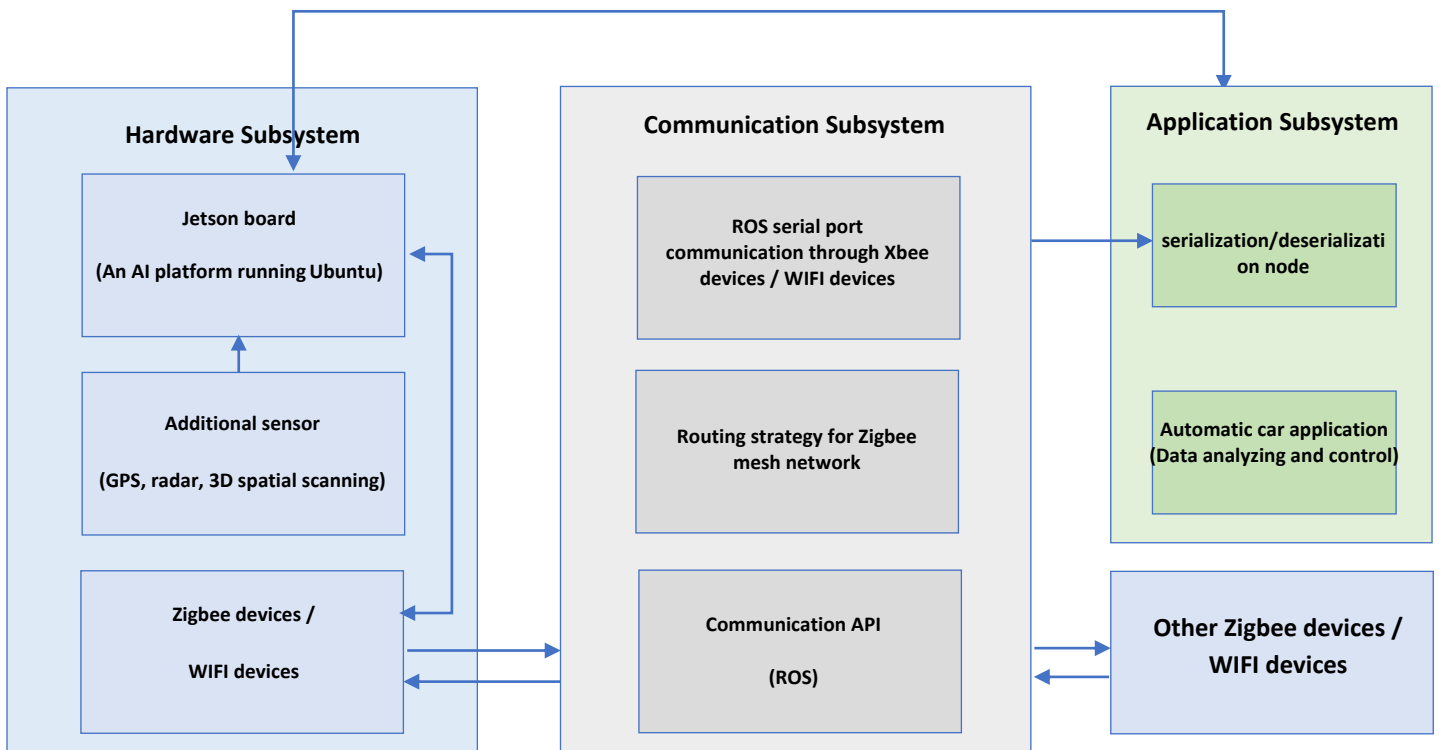 Hardware Subsystem
Jetson board
(An AI platform running Ubuntu)
Additional sensor
(GPS, radar, 3D spatial scanning)
Zigbee devices /
WIFI devices
Communication Subsystem
ROS serial port
communication through Xbee
devices / WIFI devices
Routing strategy for Zigbee
mesh network
Communication API
(ROS)
Application Subsystem
serialization/deserializati
on node
Automatic car application
(Data analyzing and control)
Other Zigbee devices /
WIFI devices